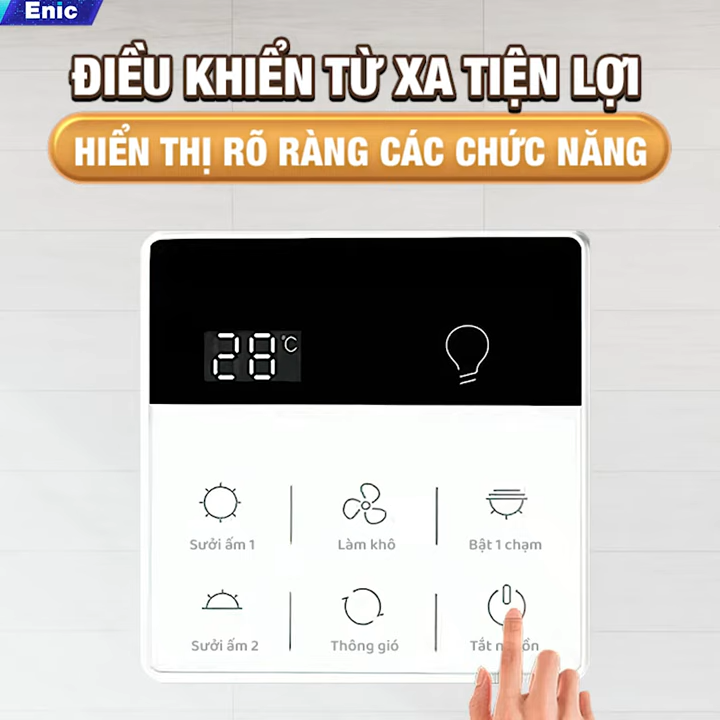 Enic
ĐIỀU KHIỂN TỪ XA TIỆN LỢI
HIỂN THỊ RÕ RÀNG CÁC CHỨC NĂNG
28°C
Sưởi ấm 1
Làm khô
Bật 1 chạm
Sưởi ấm 2
Thông gió
Tắt